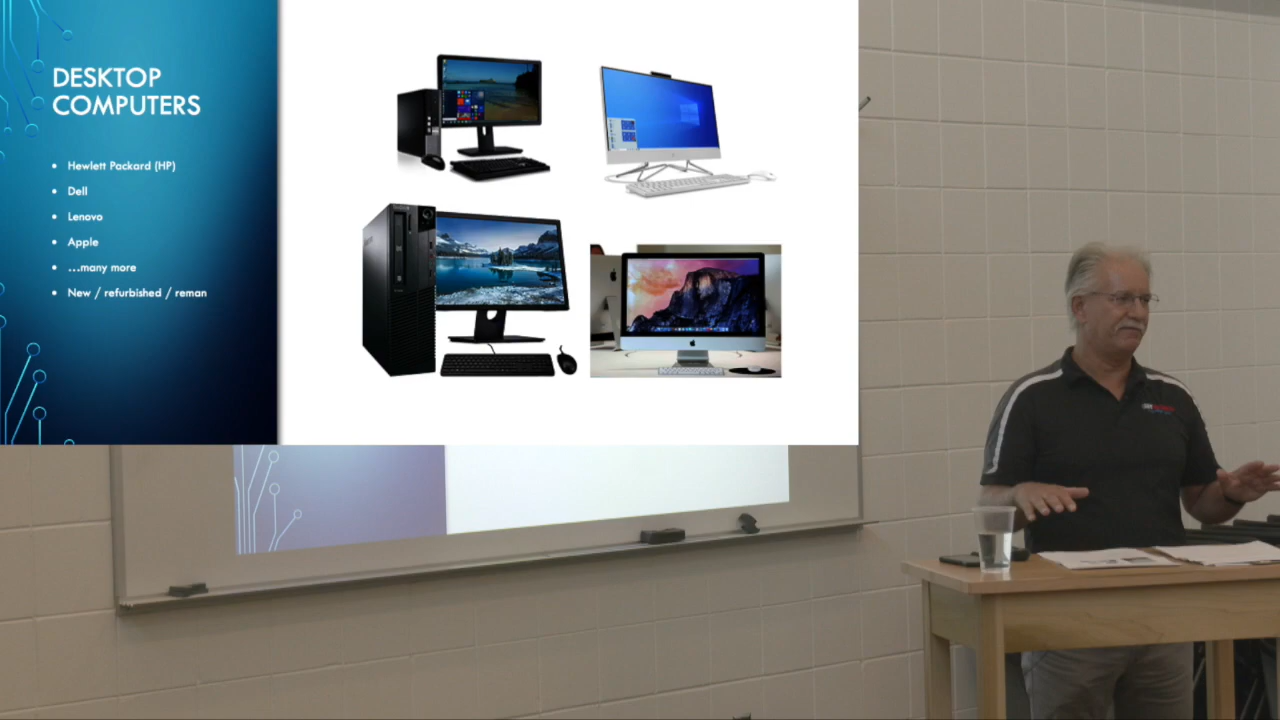 DESKTOP
COMPUTERS
• Hewlett Packard (HP)
• Dell
• Lenovo
• Apple
• ...many more
• New / refurbished / reman